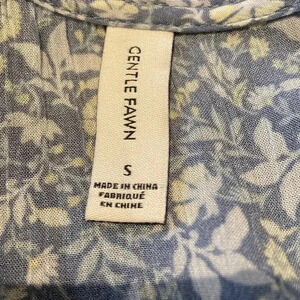 GENTLE FAWN
S
MADE IN CHINA
FABRIQUÉ
EN CHINE